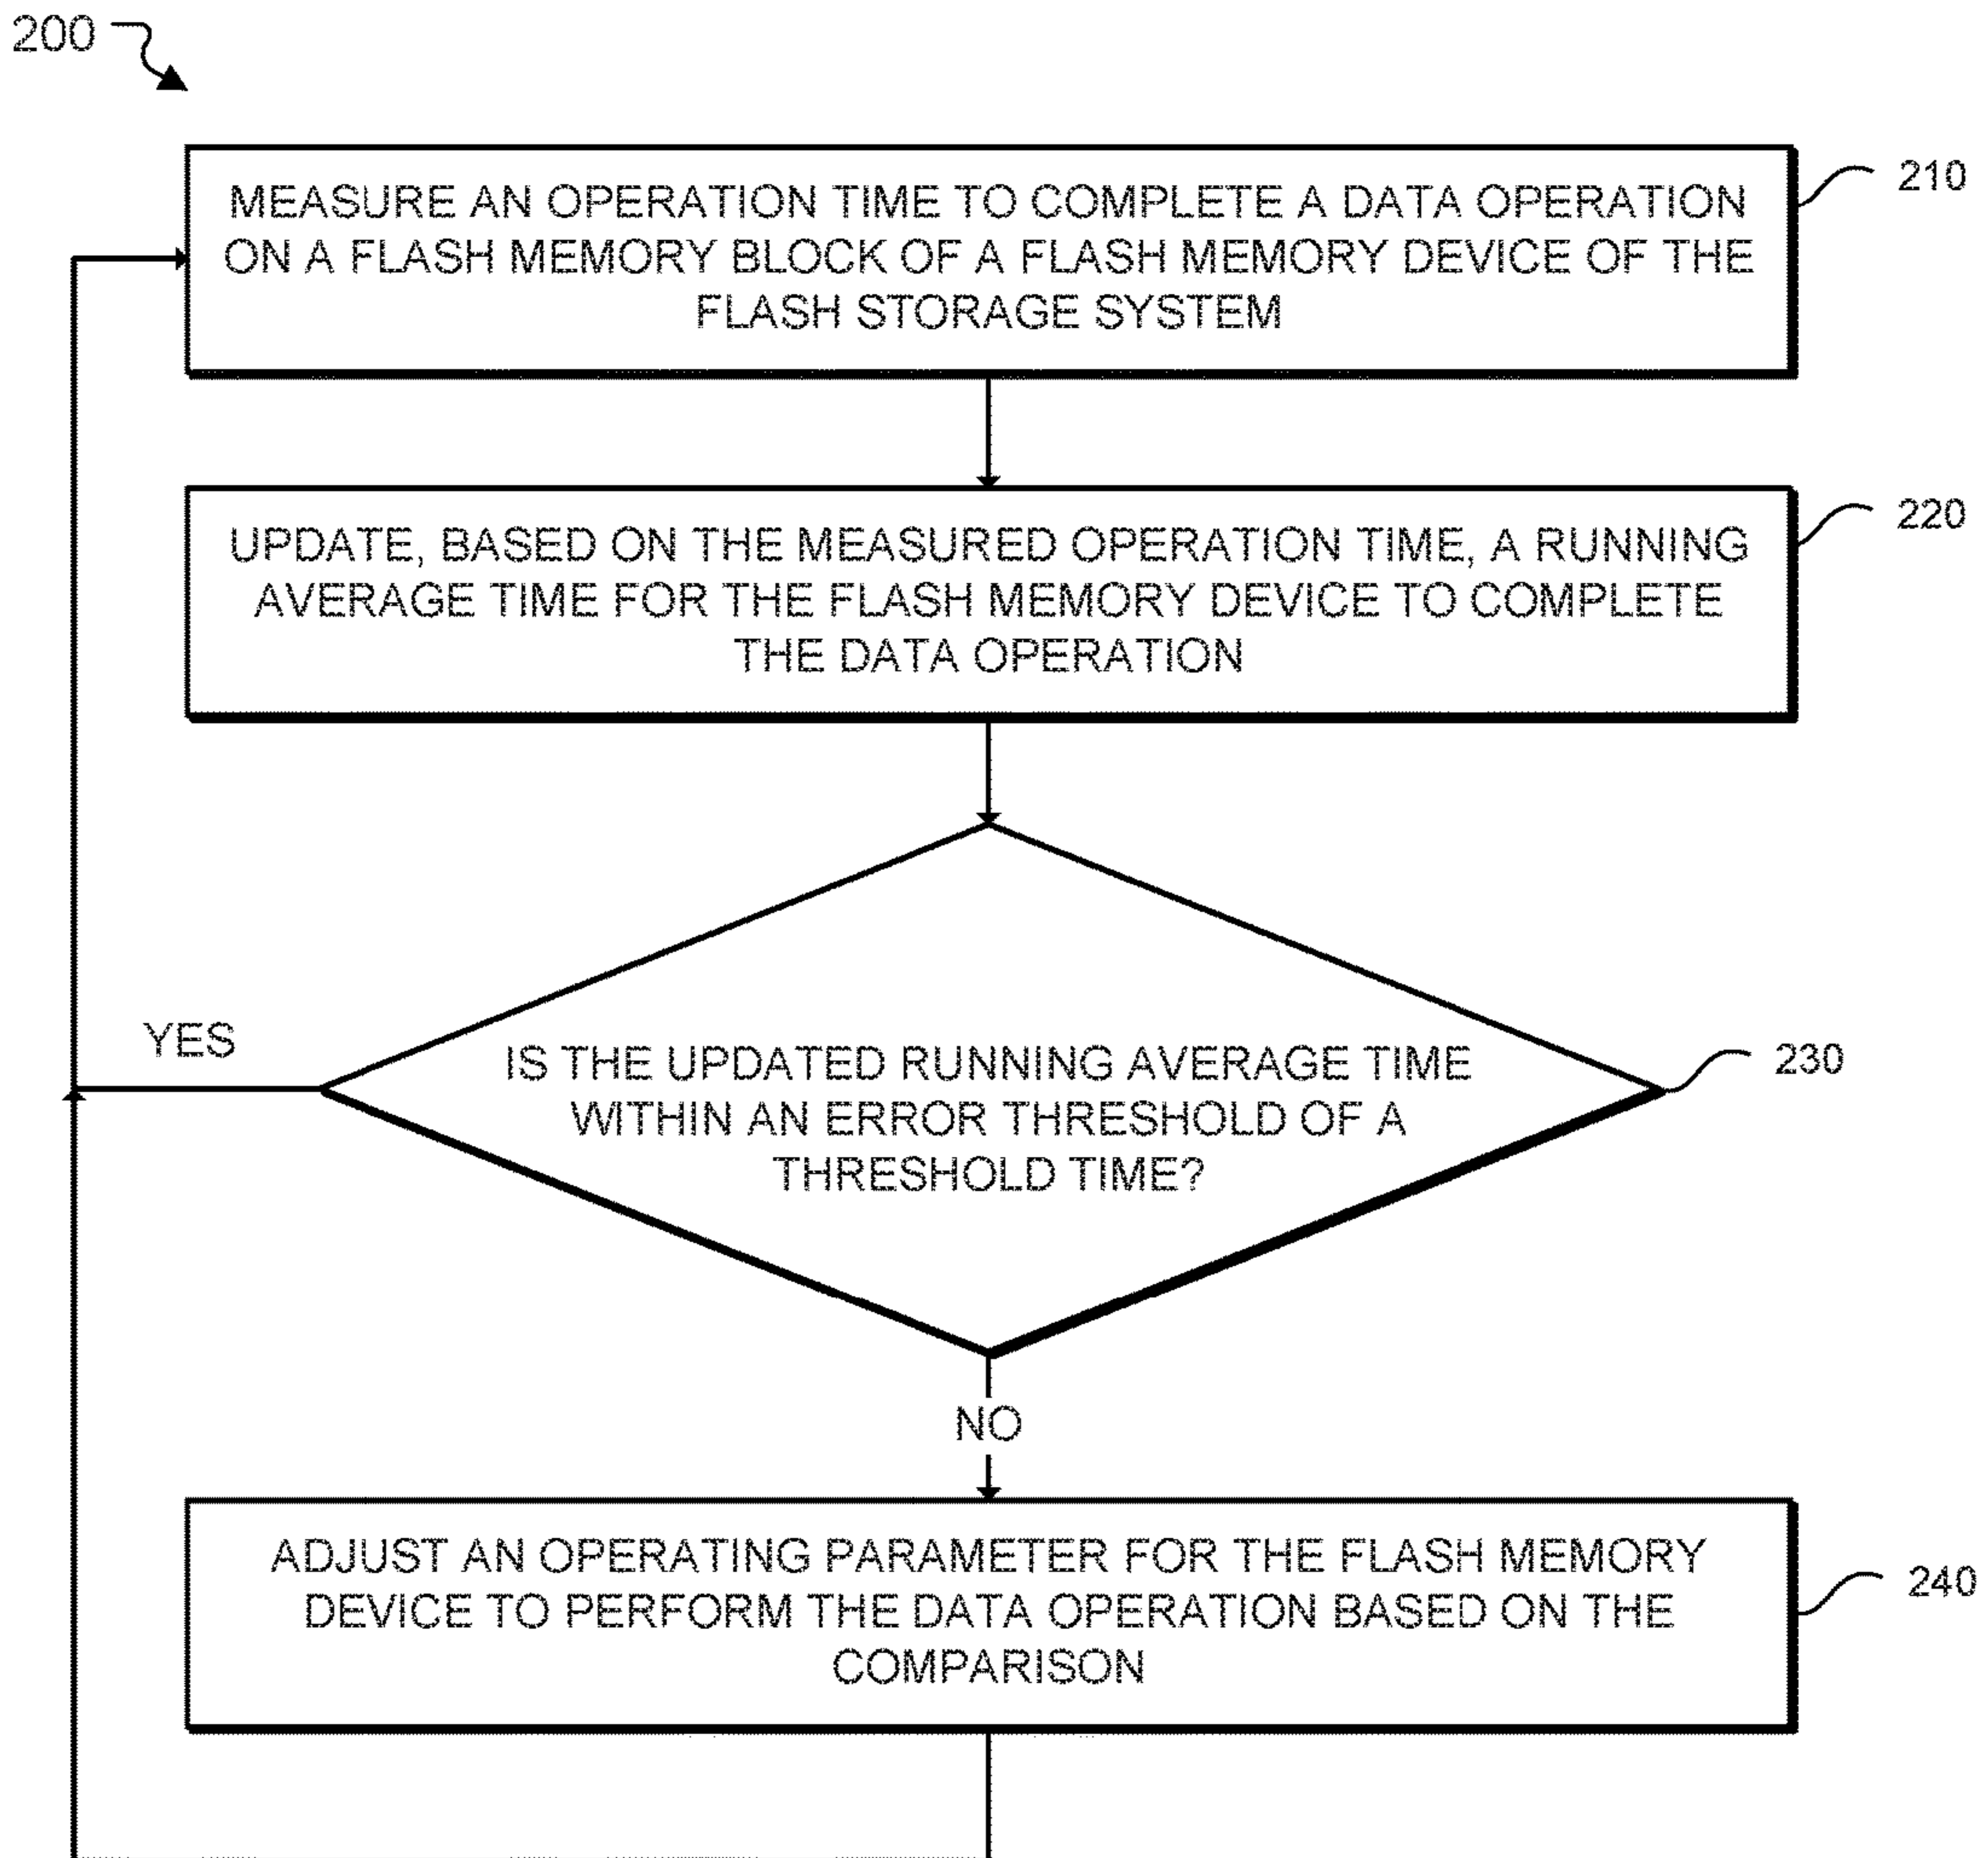 200
MEASURE AN OPERATION TIME TO COMPLETE A DATA OPERATION
ON A FLASH MEMORY BLOCK OF A FLASH MEMORY DEVICE OF THE
FLASH STORAGE SYSTEM
210
UPDATE, BASED ON THE MEASURED OPERATION TIME, A RUNNING
AVERAGE TIME FOR THE FLASH MEMORY DEVICE TO COMPLETE
THE DATA OPERATION
220
YES
IS THE UPDATED RUNNING AVERAGE TIME
WITHIN AN ERROR THRESHOLD OF A
THRESHOLD TIME?
230
NO
ADJUST AN OPERATING PARAMETER FOR THE FLASH MEMORY
DEVICE TO PERFORM THE DATA OPERATION BASED ON THE
COMPARISON
240